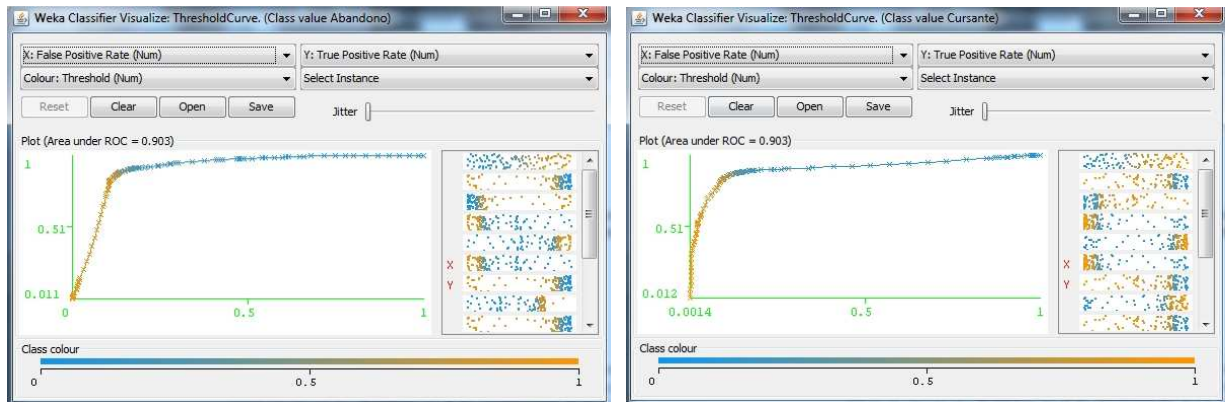 Weka Classifier Visualize: ThresholdCurve. (Class value Abandono)
X: False Positive Rate (Num)
Y: True Positive Rate (Num)
Colour: Threshold (Num)
Select Instance
Reset
Clear
Open
Save
Jitter
Plot (Area under ROC = 0.903)
1
0.51
0.011
0
0.5
1
X
Y
Class colour
0
0.5
1
Weka Classifier Visualize: ThresholdCurve. (Class value Cursante)
X: False Positive Rate (Num)
Y: True Positive Rate (Num)
Colour: Threshold (Num)
Select Instance
Reset
Clear
Open
Save
Jitter
Plot (Area under ROC = 0.903)
1
0.51
0.012
0.0014
0.5
1
X
Y
Class colour
0
0.5
1